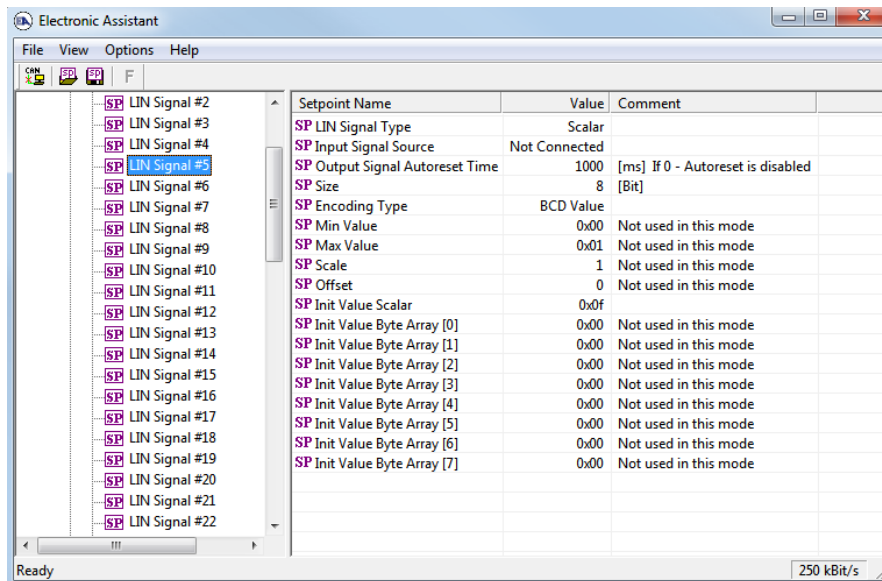 Electronic Assistant
File View Options Help
CAN SP SP F
SP LIN Signal #2
SP LIN Signal #3
SP LIN Signal #4
SP LIN Signal #5
SP LIN Signal #6
SP LIN Signal #7
SP LIN Signal #8
SP LIN Signal #9
SP LIN Signal #10
SP LIN Signal #11
SP LIN Signal #12
SP LIN Signal #13
SP LIN Signal #14
SP LIN Signal #15
SP LIN Signal #16
SP LIN Signal #17
SP LIN Signal #18
SP LIN Signal #19
SP LIN Signal #20
SP LIN Signal #21
SP LIN Signal #22
Setpoint Name Value Comment
SP LIN Signal Type Scalar
SP Input Signal Source Not Connected
SP Output Signal Autoreset Time 1000 [ms] If 0 - Autoreset is disabled
SP Size 8 [Bit]
SP Encoding Type BCD Value
SP Min Value 0x00 Not used in this mode
SP Max Value 0x01 Not used in this mode
SP Scale 1 Not used in this mode
SP Offset 0 Not used in this mode
SP Init Value Scalar 0x0f
SP Init Value Byte Array [0] 0x00 Not used in this mode
SP Init Value Byte Array [1] 0x00 Not used in this mode
SP Init Value Byte Array [2] 0x00 Not used in this mode
SP Init Value Byte Array [3] 0x00 Not used in this mode
SP Init Value Byte Array [4] 0x00 Not used in this mode
SP Init Value Byte Array [5] 0x00 Not used in this mode
SP Init Value Byte Array [6] 0x00 Not used in this mode
SP Init Value Byte Array [7] 0x00 Not used in this mode
Ready 250 kBit/s